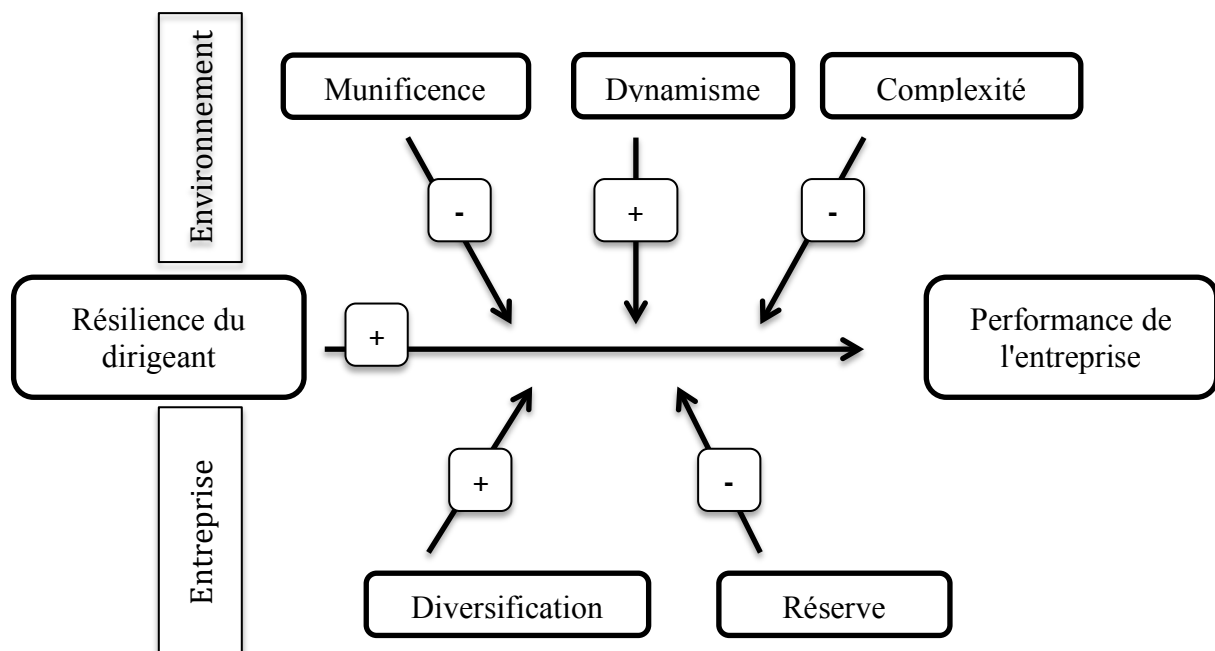 Environnement
Munificence
Dynamisme
Complexité
-
+
-
Résilience du
dirigeant
+
Performance de
l'entreprise
Entreprise
+
-
Diversification
Réserve